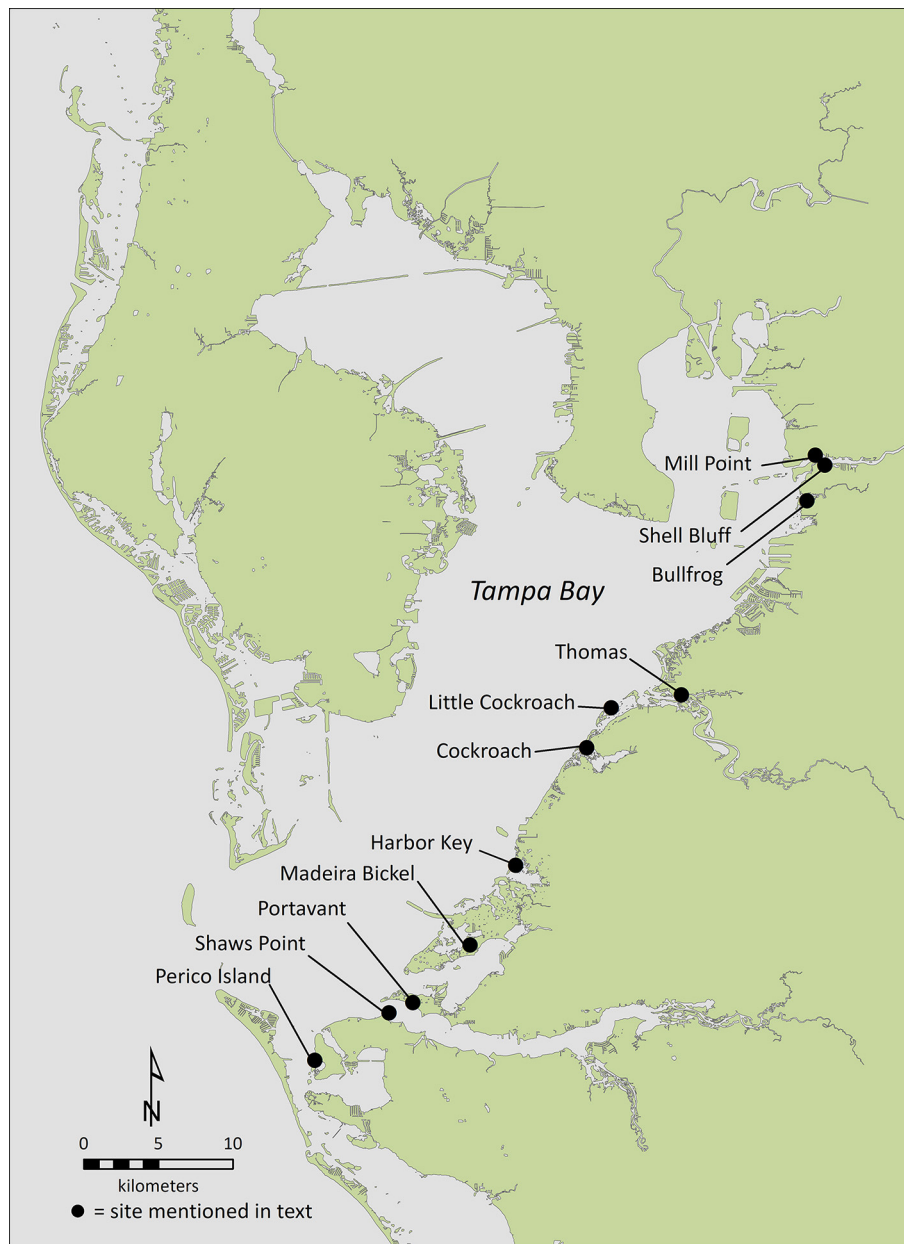 Mill Point
Shell Bluff
Bullfrog
Tampa Bay
Thomas
Little Cockroach
Cockroach
Harbor Key
Madeira Bickel
Portavant
Shaws Point
Perico Island
N
0 5 10
kilometers
= site mentioned in text